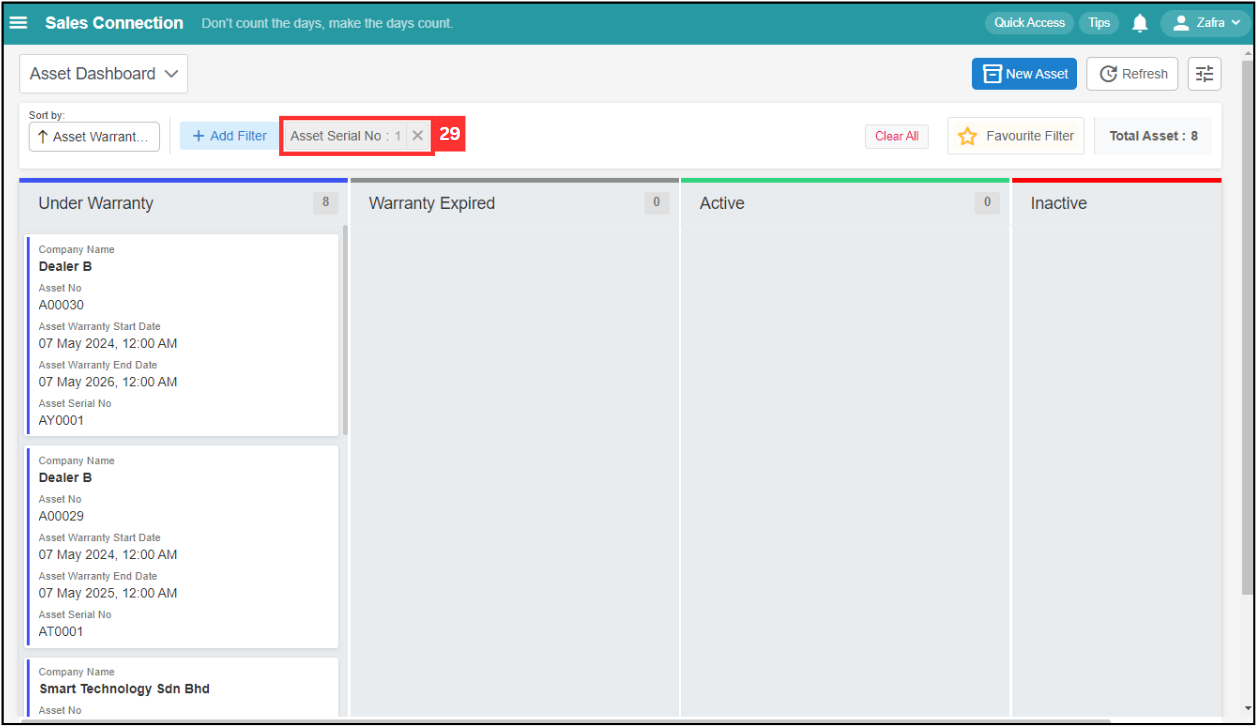 Sales Connection Don't count the days, make the days count. Quick Access Tips Zafra
Asset Dashboard New Asset Refresh
Sort by:
Asset Warrant... + Add Filter Asset Serial No : 1 29 Clear All Favourite Filter Total Asset : 8
Under Warranty 8 Warranty Expired 0 Active 0 Inactive
Company Name
Dealer B
Asset No
A00030
Asset Warranty Start Date
07 May 2024, 12:00 AM
Asset Warranty End Date
07 May 2026, 12:00 AM
Asset Serial No
AY0001
Company Name
Dealer B
Asset No
A00029
Asset Warranty Start Date
07 May 2024, 12:00 AM
Asset Warranty End Date
07 May 2025, 12:00 AM
Asset Serial No
AT0001
Company Name
Smart Technology Sdn Bhd
Asset No